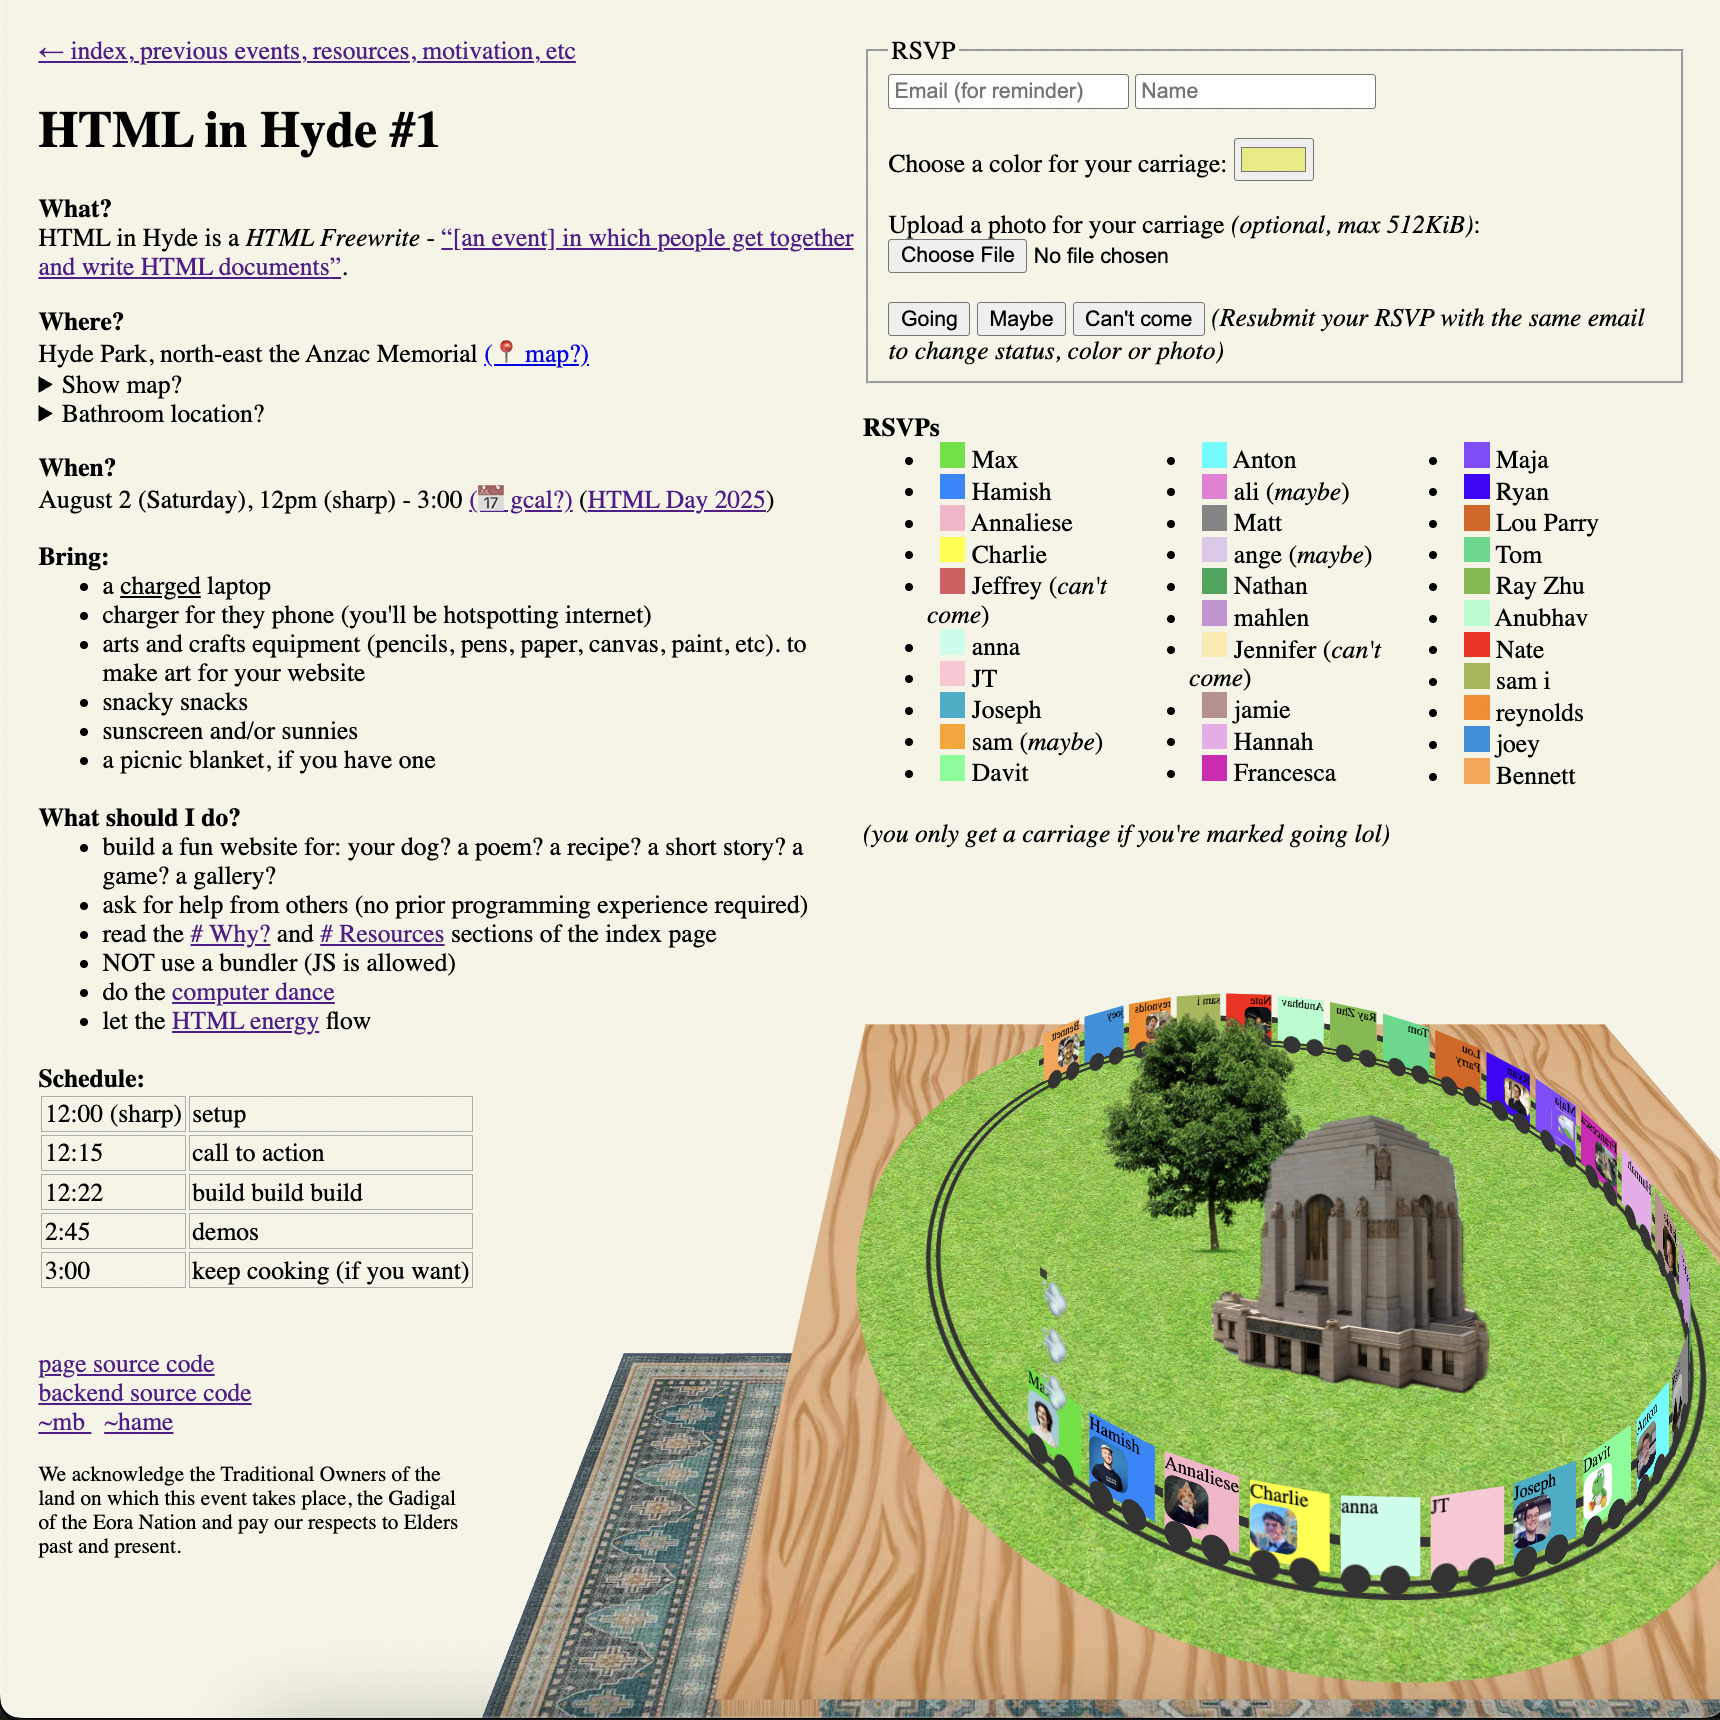 ← index, previous events, resources, motivation, etc
HTML in Hyde #1
What?
HTML in Hyde is a HTML Freewrite - “[an event] in which people get together
and write HTML documents”.
Where?
Hyde Park, north-east the Anzac Memorial (📍 map?)
▶ Show map?
▶ Bathroom location?
When?
August 2 (Saturday), 12pm (sharp) - 3:00 (📅 gcal?) (HTML Day 2025)
Bring:
• a charged laptop
• charger for they phone (you'll be hotspotting internet)
• arts and crafts equipment (pencils, pens, paper, canvas, paint, etc). to
make art for your website
• snacky snacks
• sunscreen and/or sunnies
• a picnic blanket, if you have one
What should I do?
• build a fun website for: your dog? a poem? a recipe? a short story? a
game? a gallery?
• ask for help from others (no prior programming experience required)
• read the # Why? and # Resources sections of the index page
• NOT use a bundler (JS is allowed)
• do the computer dance
• let the HTML energy flow
Schedule:
12:00 (sharp) setup
12:15 call to action
12:22 build build build
2:45 demos
3:00 keep cooking (if you want)
page source code
backend source code
~mb ~hame
We acknowledge the Traditional Owners of the
land on which this event takes place, the Gadigal
of the Eora Nation and pay our respects to Elders
past and present.
RSVP
Email (for reminder) Name
Choose a color for your carriage:
Upload a photo for your carriage (optional, max 512KiB):
Choose File No file chosen
Going Maybe Can't come (Resubmit your RSVP with the same email
to change status, color or photo)
RSVPs
• Max
• Hamish
• Annaliese
• Charlie
• Jeffrey (can't
come)
• anna
• JT
• Joseph
• sam (maybe)
• Davit
• Anton
• ali (maybe)
• Matt
• ange (maybe)
• Nathan
• mahlen
• Jennifer (can't
come)
• jamie
• Hannah
• Francesca
• Maja
• Ryan
• Lou Parry
• Tom
• Ray Zhu
• Anubhav
• Nate
• sam i
• reynolds
• joey
• Bennett
(you only get a carriage if you're marked going lol)
Bennett
joey
reynolds
sam i
Nate
Anubhav
Ray Zhu
Tom
Lou
Parry
Ryan
Maja
Francesca
Hannah
Hamish
Annaliese
Charlie
anna
JT
Joseph
Davit
Anton